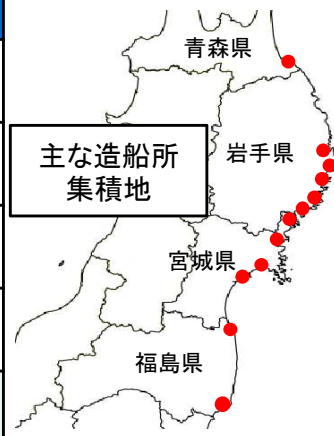 青森県
主な造船所
集積地
岩手県
宮城県
福島県